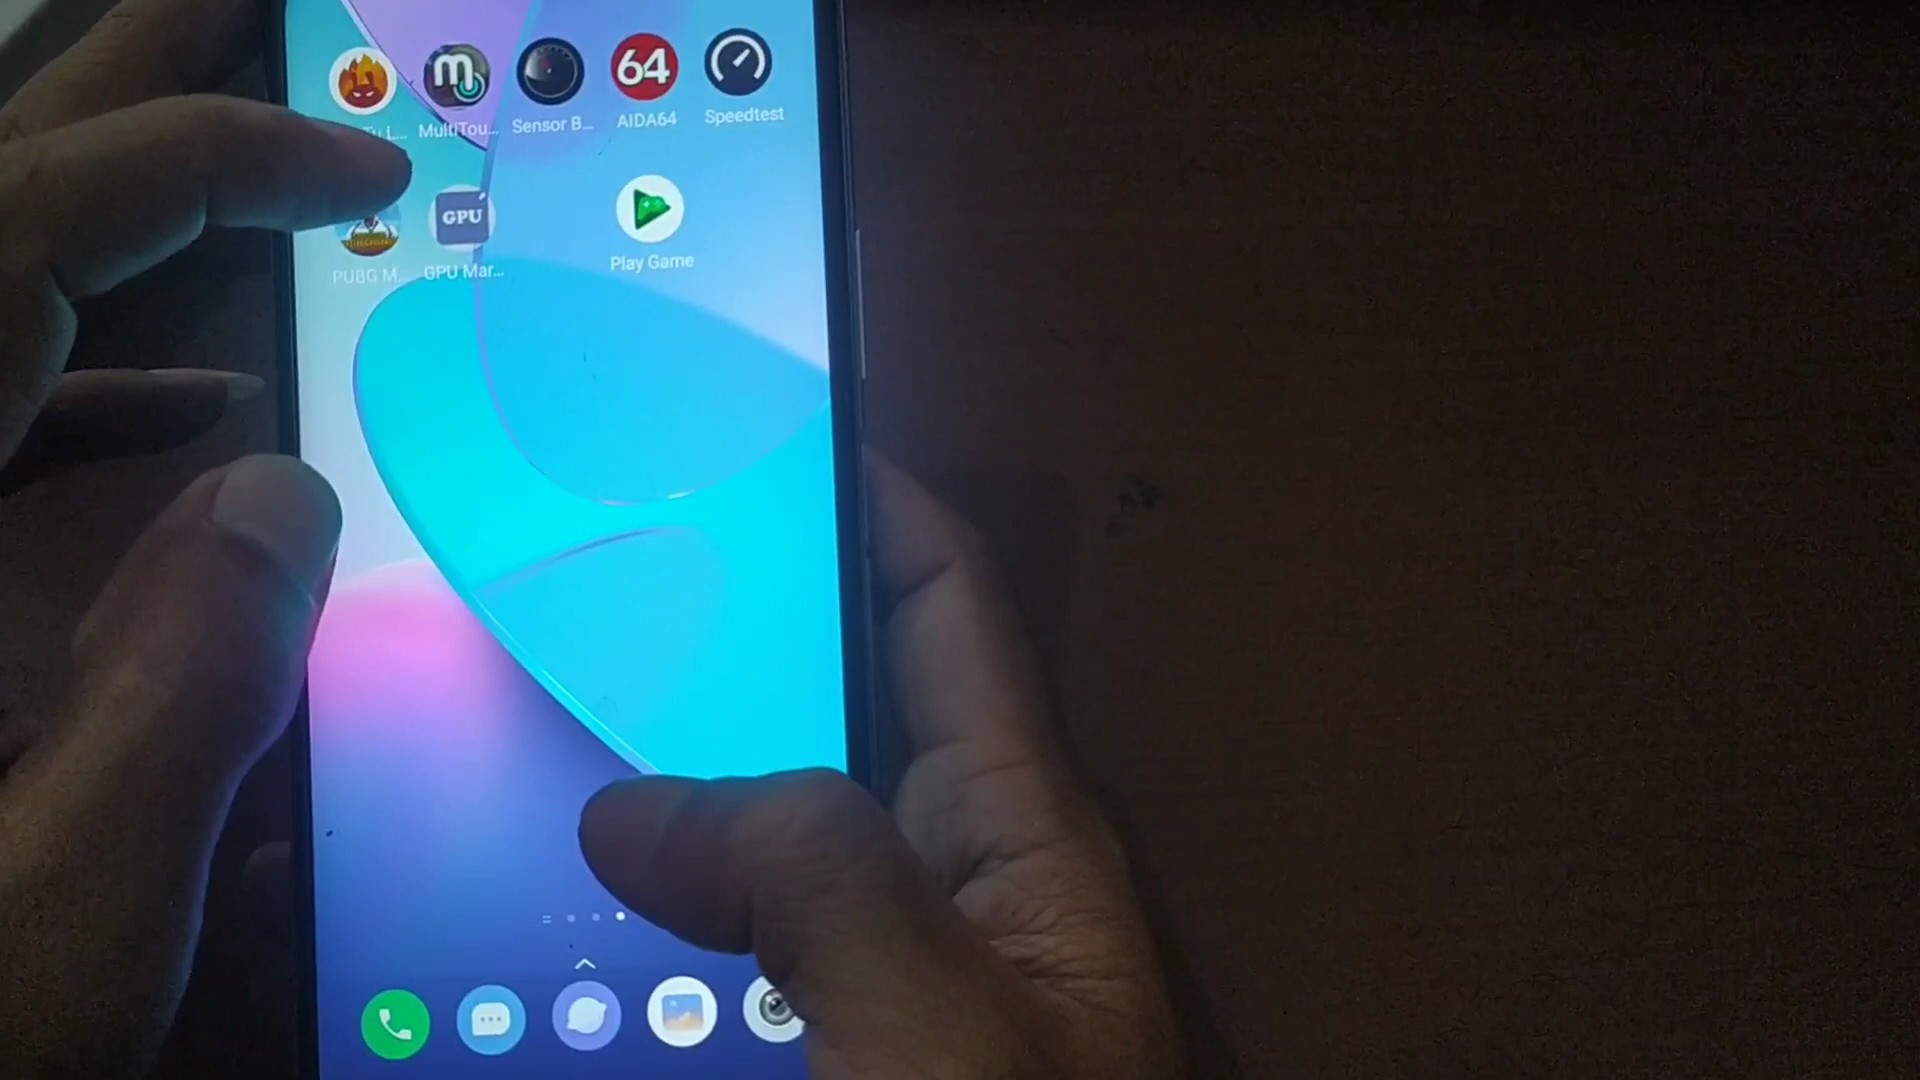 MultiTou...
Sensor B...
64
AIDA64
Speedtest
PUBG M...
GPU
GPU Mar...
Play Game